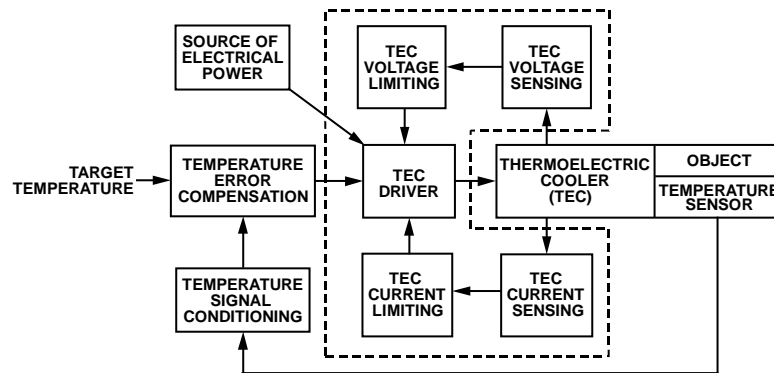 SOURCE OF
ELECTRICAL
POWER
TEC
VOLTAGE
LIMITING
TEC
VOLTAGE
SENSING
TARGET
TEMPERATURE
TEMPERATURE
ERROR
COMPENSATION
TEC
DRIVER
THERMOELECTRIC
COOLER
(TEC)
OBJECT
TEMPERATURE
SENSOR
TEMPERATURE
SIGNAL
CONDITIONING
TEC
CURRENT
LIMITING
TEC
CURRENT
SENSING